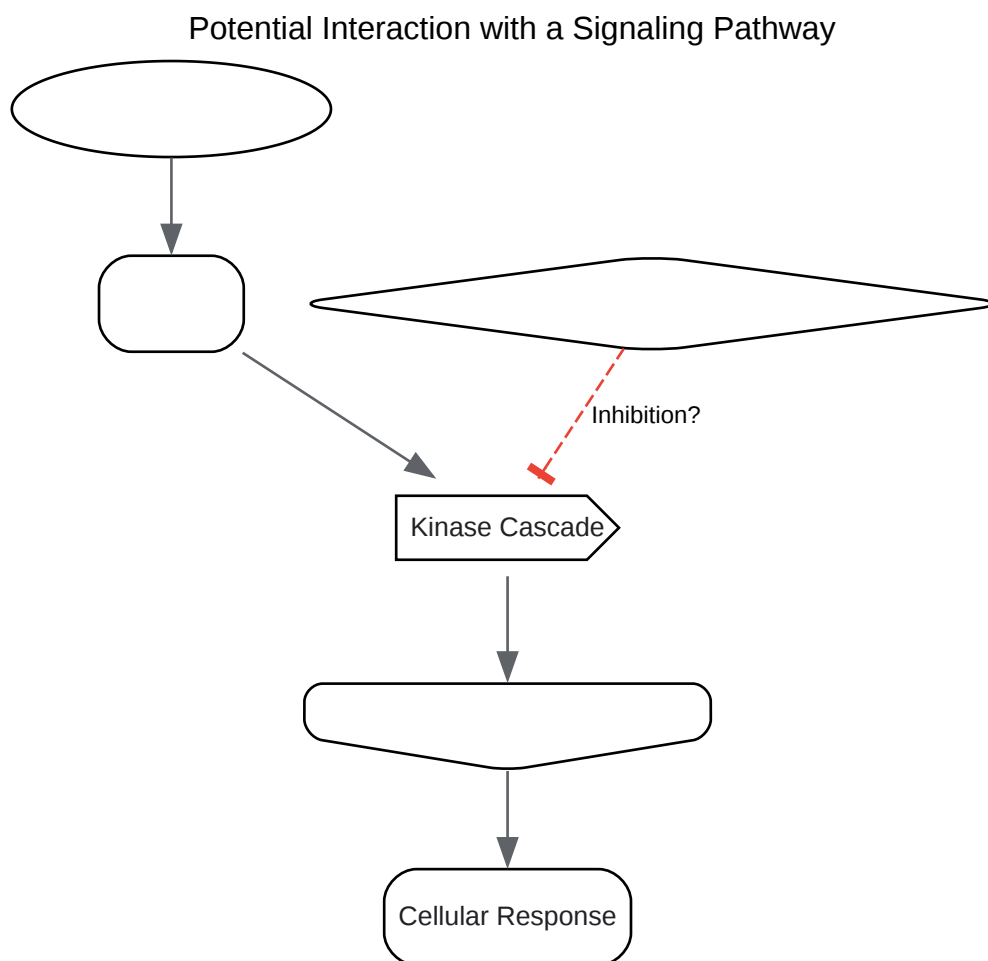 Potential Interaction with a Signaling Pathway
Inhibition?
Kinase Cascade
Cellular Response